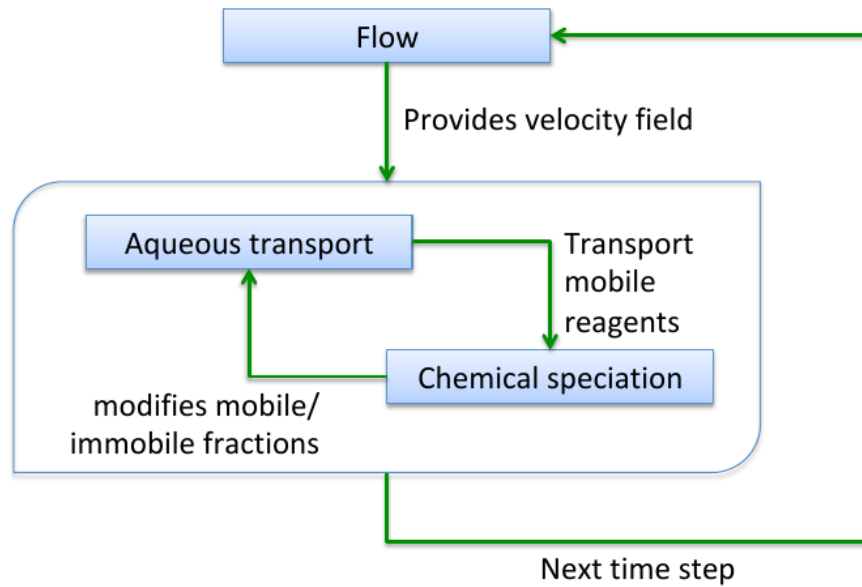 Flow
Provides velocity field
Aqueous transport
Transport
mobile
reagents
Chemical speciation
modifies mobile/
immobile fractions
Next time step